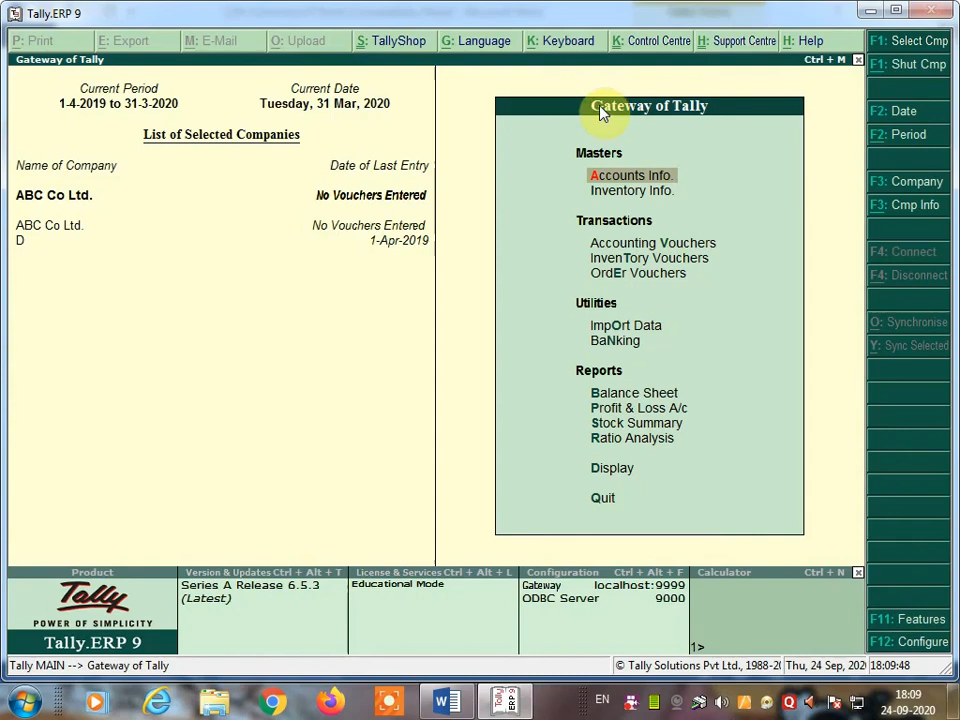 Tally.ERP 9
P: Print E: Export M: E-Mail O: Upload S: TallyShop G: Language K: Keyboard K: Control Centre H: Support Centre H: Help
Gateway of Tally Ctrl + M
Current Period Current Date
1-4-2019 to 31-3-2020 Tuesday, 31 Mar, 2020
List of Selected Companies
Name of Company Date of Last Entry
ABC Co Ltd. No Vouchers Entered
ABC Co Ltd. No Vouchers Entered
D 1-Apr-2019
Gateway of Tally
Masters
Accounts Info.
Inventory Info.
Transactions
Accounting Vouchers
InvenTory Vouchers
OrdEr Vouchers
Utilities
ImpOrt Data
BaNking
Reports
Balance Sheet
Profit & Loss A/c
Stock Summary
Ratio Analysis
Display
Quit
F1: Select Cmp
F1: Shut Cmp
F2: Date
F2: Period
F3: Company
F3: Cmp Info
F4: Connect
F4: Disconnect
O: Synchronise
Y: Sync Selected
F11: Features
F12: Configure
Product
Tally
POWER OF SIMPLICITY
Tally.ERP 9
Version & Updates Ctrl + Alt + T
Series A Release 6.5.3
(Latest)
License & Services Ctrl + Alt + L
Educational Mode
Configuration Ctrl + Alt + F
Gateway localhost:9999
ODBC Server 9000
Calculator Ctrl + N
1>
Tally MAIN --> Gateway of Tally © Tally Solutions Pvt Ltd., 1988-20 Thu, 24 Sep, 202 18:09:48
EN 18:09
24-09-2020